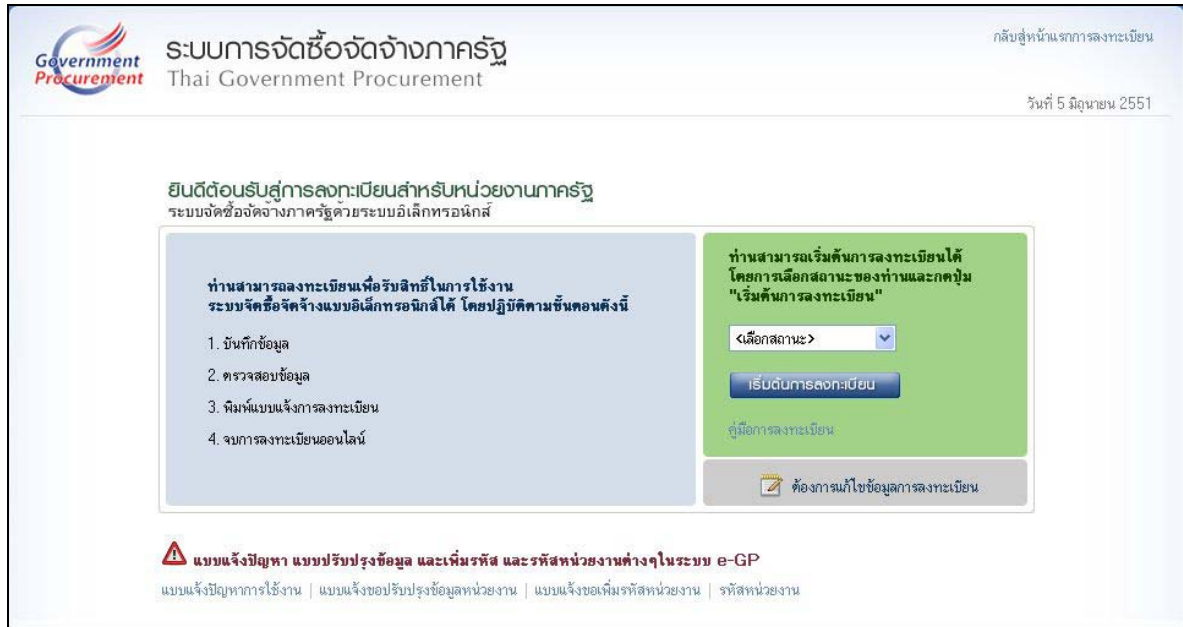 กลับสู่หน้าแรกการลงทะเบียน
Government
Procurement
ระบบการจัดซื้อจัดจ้างภาครัฐ
Thai Government Procurement
วันที่ 5 มิถุนายน 2551
ยินดีต้อนรับสู่การลงทะเบียนสำหรับหน่วยงานภาครัฐ
ระบบจัดซื้อจัดจ้างภาครัฐด้วยระบบอิเล็กทรอนิกส์
ท่านสามารถลงทะเบียนเพื่อรับสิทธิ์ในการใช้งาน
ระบบจัดซื้อจัดจ้างแบบอิเล็กทรอนิกส์ได้ โดยปฏิบัติตามขั้นตอนดังนี้
1. บันทึกข้อมูล
2. ตรวจสอบข้อมูล
3. พิมพ์แบบแจ้งการลงทะเบียน
4. จบการลงทะเบียนออนไลน์
ท่านสามารถเริ่มต้นการลงทะเบียนได้
โดยการเลือกสถานะของท่านและกดปุ่ม
"เริ่มต้นการลงทะเบียน"
<เลือกสถานะ>
เริ่มต้นการลงทะเบียน
คู่มือการลงทะเบียน
ต้องการแก้ไขข้อมูลการลงทะเบียน
แบบแจ้งปัญหา แบบปรับปรุงข้อมูล และเพิ่มรหัส และรหัสหน่วยงานต่างๆในระบบ e-GP
แบบแจ้งปัญหาการใช้งาน | แบบแจ้งขอปรับปรุงข้อมูลหน่วยงาน | แบบแจ้งขอเพิ่มรหัสหน่วยงาน | รหัสหน่วยงาน